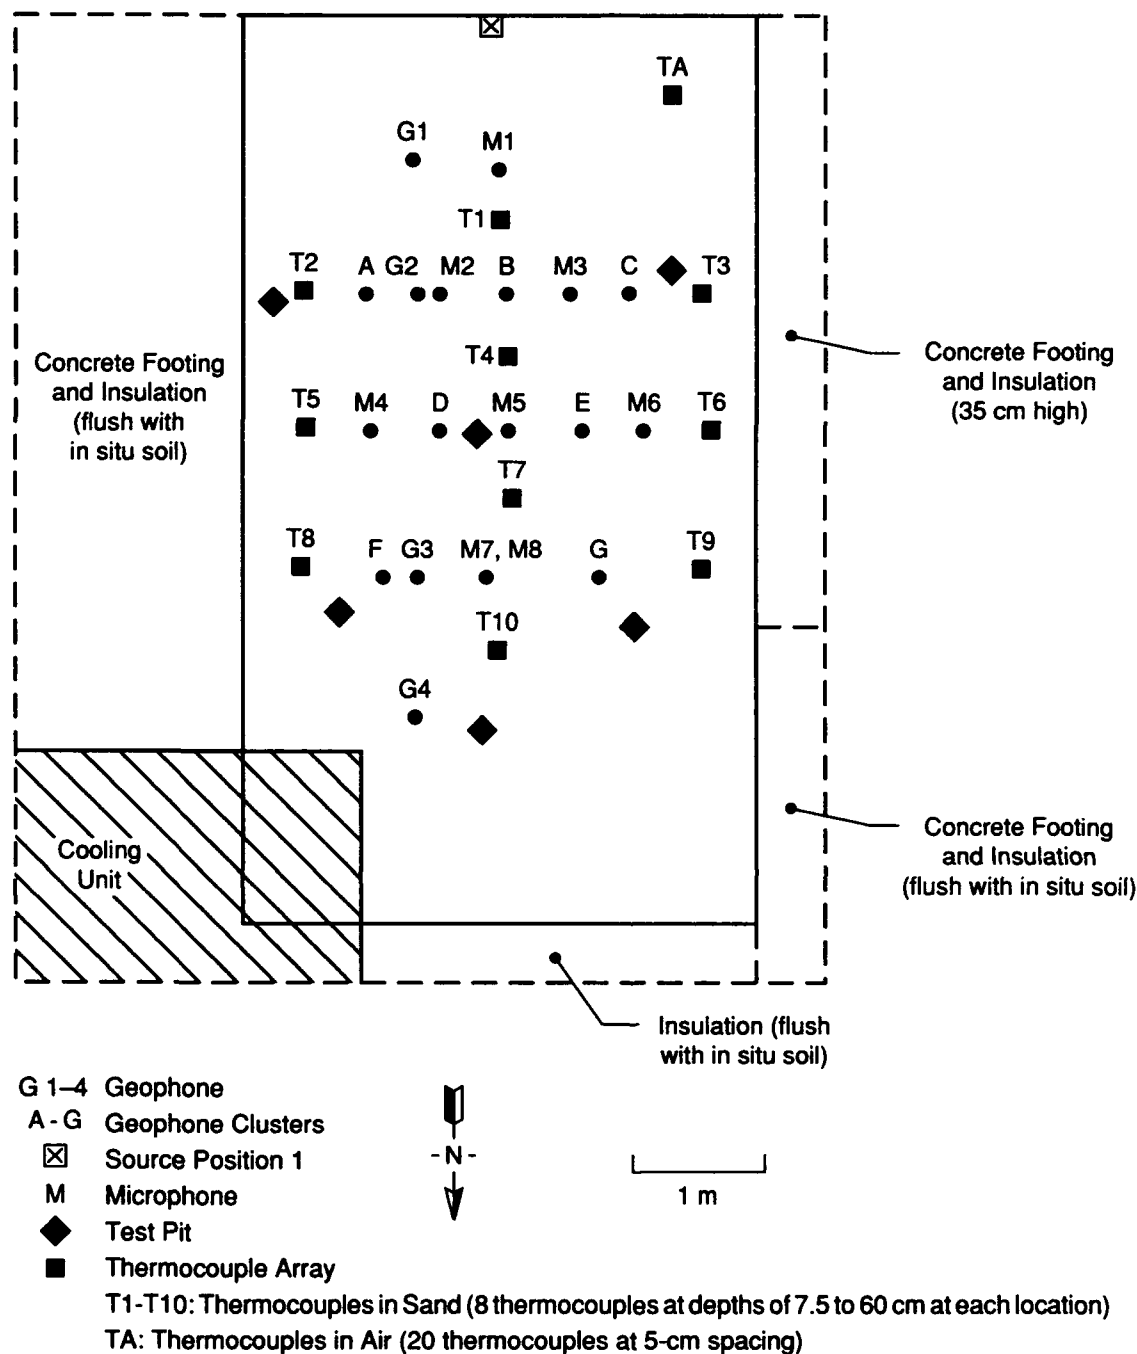 TA
G1
M1
T1
T2 A G2 M2 B M3 C T3
T4
Concrete Footing
and Insulation
(flush with
in situ soil)
Concrete Footing
and Insulation
(35 cm high)
T5 M4 D M5 E M6 T6
T7
T8 F G3 M7, M8 G T9
T10
G4
Cooling
Unit
Concrete Footing
and Insulation
(flush with in situ soil)
Insulation (flush
with in situ soil)
G 1–4 Geophone
A - G Geophone Clusters
Source Position 1
M Microphone
Test Pit
Thermocouple Array
T1-T10: Thermocouples in Sand (8 thermocouples at depths of 7.5 to 60 cm at each location)
TA: Thermocouples in Air (20 thermocouples at 5-cm spacing)
- N -
1 m